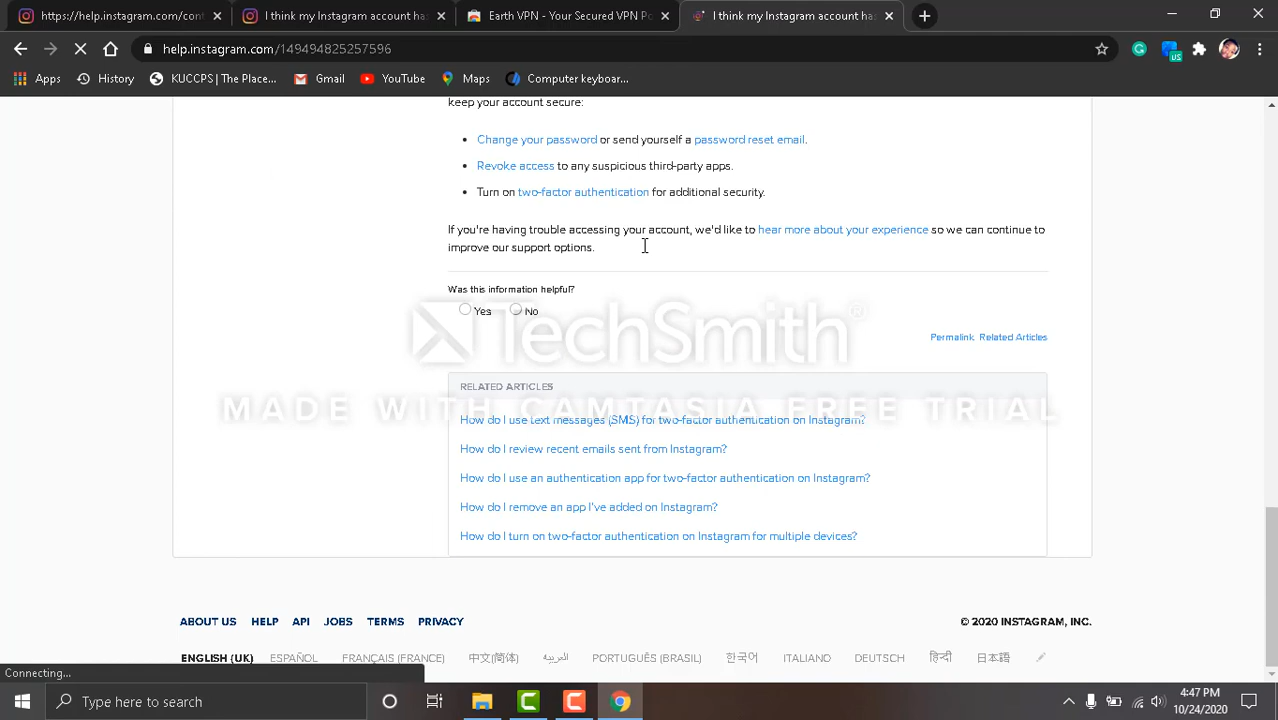 https://help.instagram.com/cont
I think my Instagram account ha
Earth VPN - Your Secured VPN Po
I think my Instagram account has
help.instagram.com/149494825257596
US
Apps
History
KUCCPS | The Place...
Gmail
YouTube
Maps
Computer keyboar...
keep your account secure:
Change your password or send yourself a password reset email.
Revoke access to any suspicious third-party apps.
Turn on two-factor authentication for additional security.
If you're having trouble accessing your account, we'd like to hear more about your experience so we can continue to
improve our support options.
Was this information helpful?
Yes No
TechSmith®
Permalink · Related Articles
RELATED ARTICLES
MADE WITH CAMTASIA FREE TRIAL
How do I use text messages (SMS) for two-factor authentication on Instagram?
How do I review recent emails sent from Instagram?
How do I use an authentication app for two-factor authentication on Instagram?
How do I remove an app I've added on Instagram?
How do I turn on two-factor authentication on Instagram for multiple devices?
ABOUT US HELP API JOBS TERMS PRIVACY
© 2020 INSTAGRAM, INC.
ENGLISH (UK) ESPAÑOL FRANÇAIS (FRANCE) 中文(简体) العربية PORTUGUÊS (BRASIL) 한국어 ITALIANO DEUTSCH हिन्दी 日本語
Connecting...
Type here to search
4:47 PM
10/24/2020